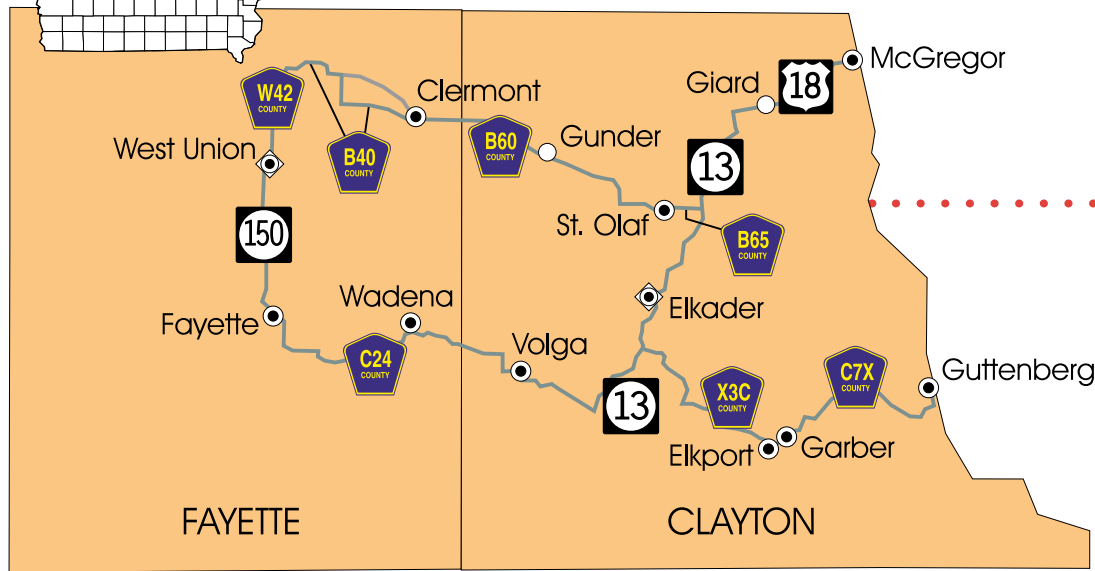 McGregor
Giard
18
W42
COUNTY
Clermont
B60
COUNTY
Gunder
West Union
B40
COUNTY
13
St. Olaf
150
B65
COUNTY
Wadena
Elkader
Fayette
Volga
C24
COUNTY
C7X
COUNTY
Guttenberg
X3C
COUNTY
13
Elkport
Garber
FAYETTE
CLAYTON